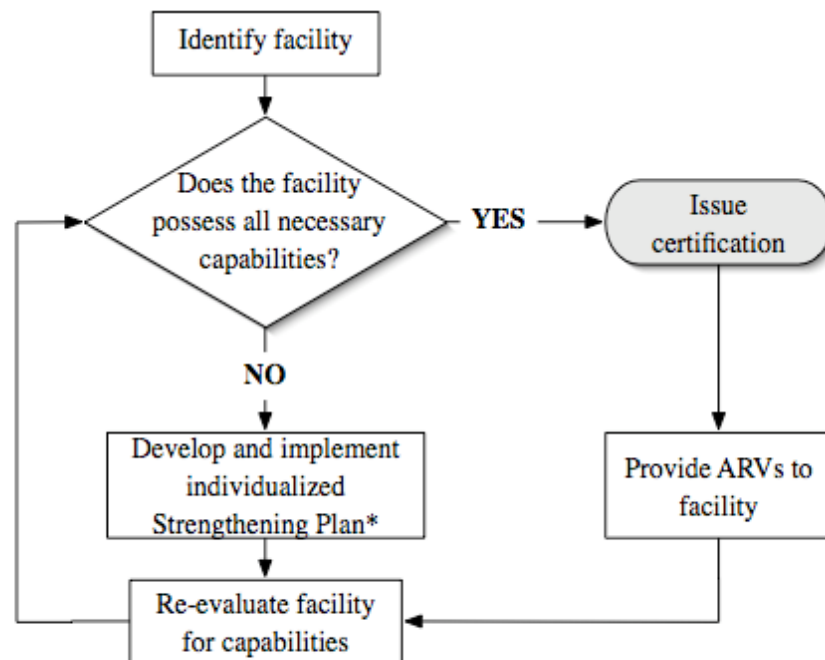 Identify facility
Does the facility
possess all necessary
capabilities?
YES
Issue
certification
NO
Develop and implement
individualized
Strengthening Plan*
Provide ARVs to
facility
Re-evaluate facility
for capabilities